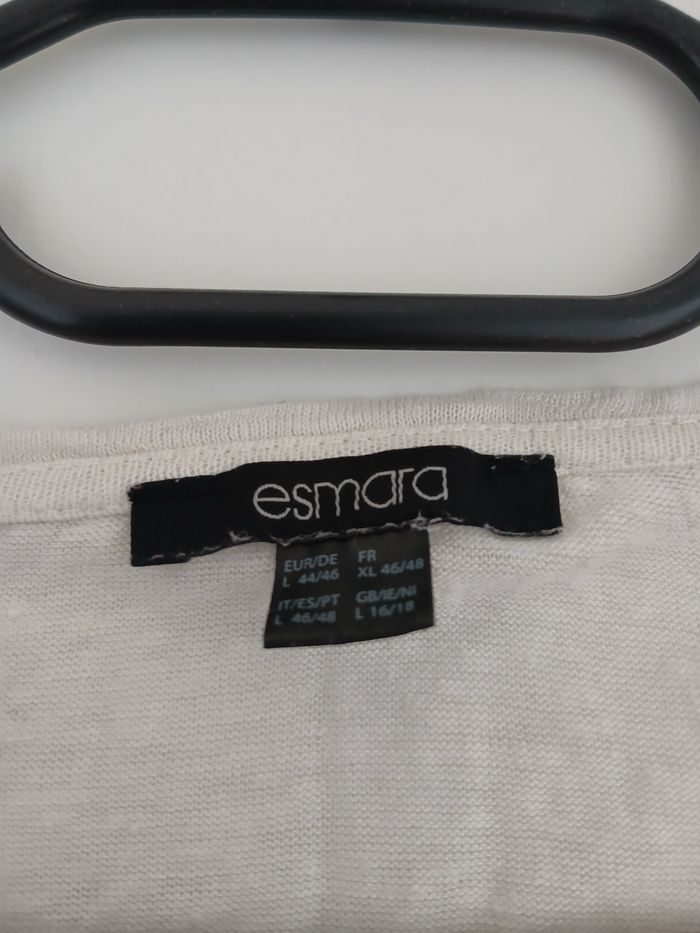 esmara
EUR/DE FR
L 44/46 XL 46/48
IT/ES/PT GB/IE/NI
L 46/48 L 16/18